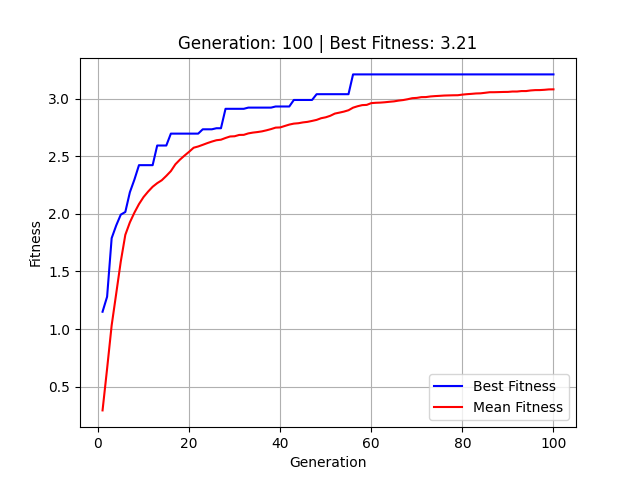 Generation: 100 | Best Fitness: 3.21
Fitness
3.0
2.5
2.0
1.5
1.0
0.5
Best Fitness
Mean Fitness
0 20 40 60 80 100
Generation